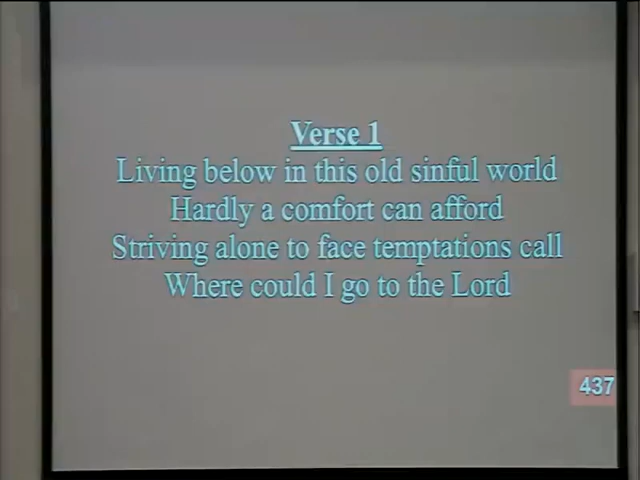 Verse 1
Living below in this old sinful world
Hardly a comfort can afford
Striving alone to face temptations call
Where could I go to the Lord
437